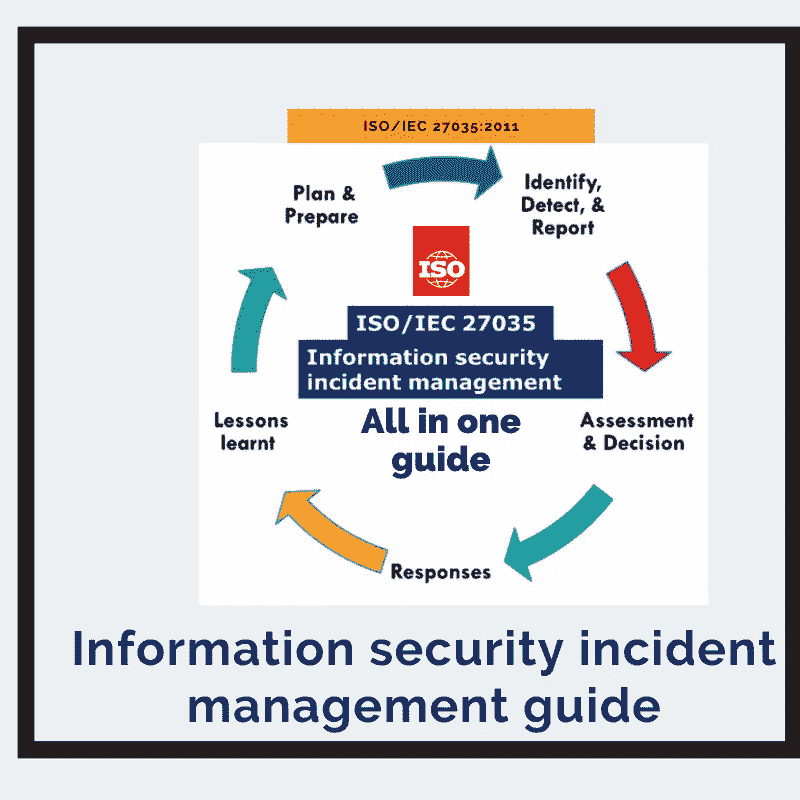 ISO/IEC 27035:2011
Plan &
Prepare
Identify,
Detect, &
Report
ISO
ISO/IEC 27035
Information security
incident management
All in one
guide
Lessons
learnt
Assessment
& Decision
Responses
Information security incident
management guide